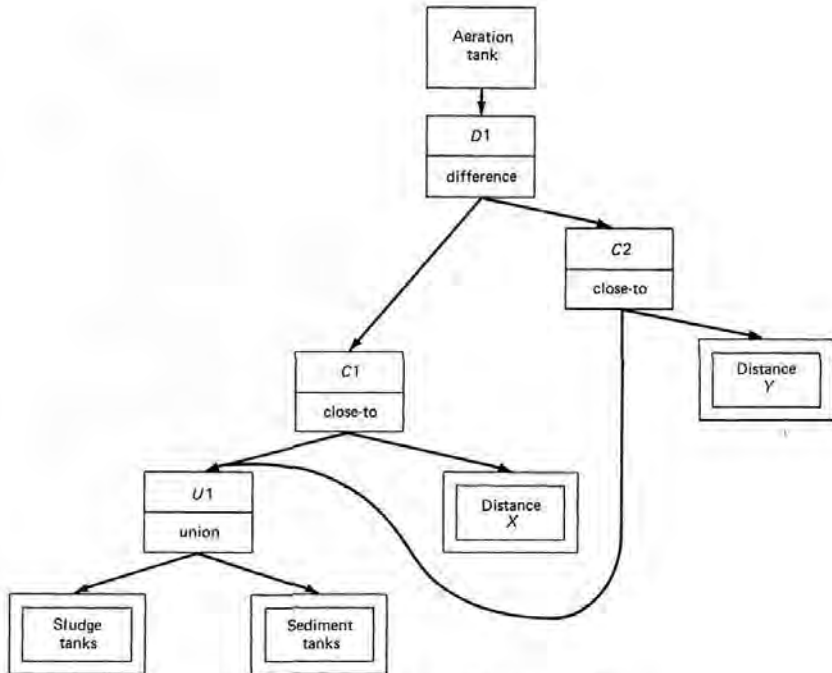 Aeration
tank
D1
difference
C2
close-to
Distance
Y
C1
close-to
U1
union
Distance
X
Sludge
tanks
Sediment
tanks